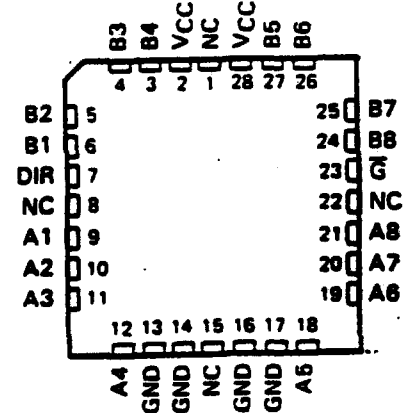 B3 B4 VCC NC VCC B5 B6
4 3 2 1 28 27 26
B2 5 25 B7
B1 6 24 B8
DIR 7 23 G̅
NC 8 22 NC
A1 9 21 A8
A2 10 20 A7
A3 11 19 A6
12 13 14 15 16 17 18
A4 GND GND NC GND GND A5